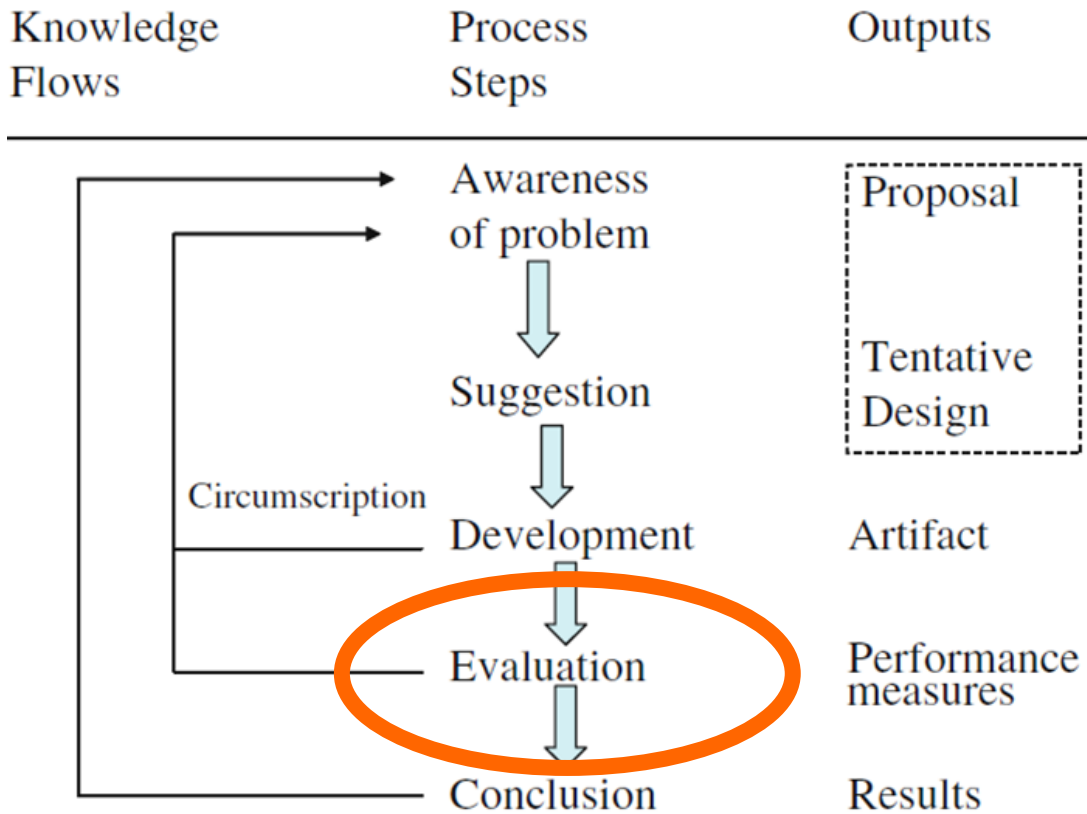 Knowledge
Flows
Process
Steps
Outputs
Awareness
of problem
Proposal
Suggestion
Tentative
Design
Circumscription
Development
Artifact
Evaluation
Performance
measures
Conclusion
Results